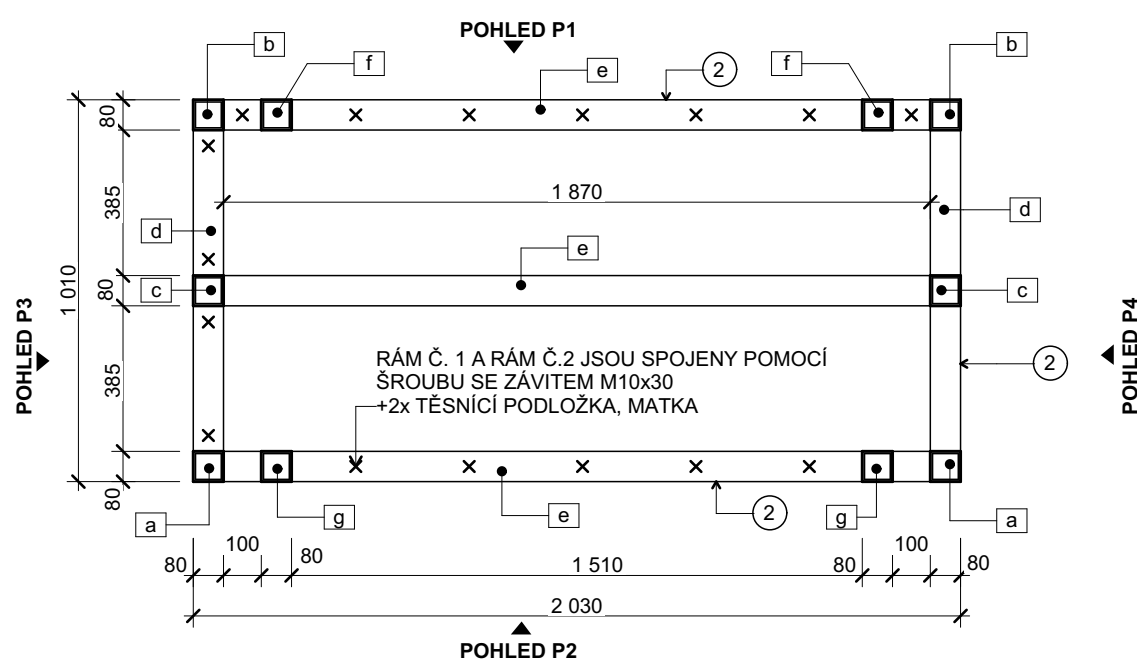 POHLED P1
b
f
e
2
f
b
80
385
1 870
d
d
e
1 010
80
c
c
POHLED P3
POHLED P4
RÁM Č. 1 A RÁM Č.2 JSOU SPOJENY POMOCÍ
ŠROUBU SE ZÁVITEM M10x30
+2x TĚSNÍCÍ PODLOŽKA, MATKA
2
385
80
a
g
e
2
g
a
80
100
80
1 510
80
100
80
2 030
POHLED P2